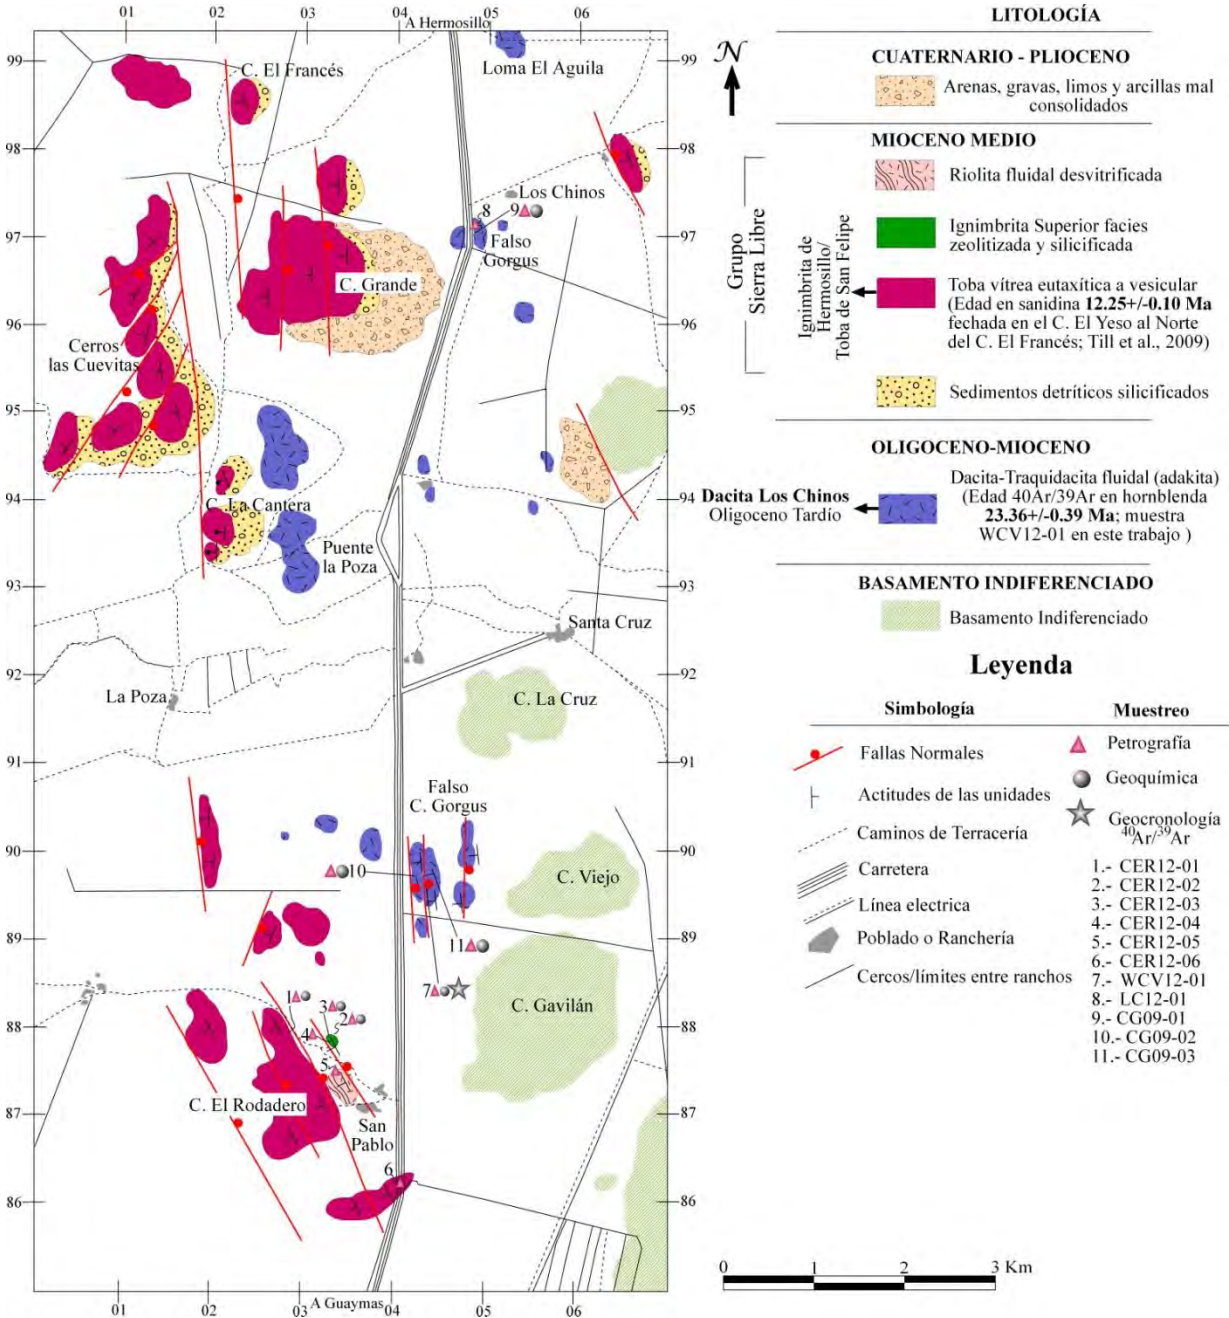 01
02
03
04
05
06
A Hermosillo
99
98
97
96
95
94
93
92
91
90
89
88
87
86
99
98
97
96
95
94
93
92
91
90
89
88
87
86
C. El Francés
Loma El Aguila
Los Chinos
8
9
Falso
Gorgus
C. Grande
Cerros
las Cuevitas
C. La Cantera
Puente
la Poza
Santa Cruz
La Poza
C. La Cruz
Falso
C. Gorgus
10
C. Viejo
11
7
C. Gavilán
1
3
2
4
5
C. El Rodadero
San
Pablo
6
01
02
03
04
05
06
A Guaymas
N
LITOLOGÍA
CUATERNARIO - PLIOCENO
Arenas, gravas, limos y arcillas mal
consolidados
MIOCENO MEDIO
Grupo
Sierra Libre
Ignimbrita de
Hermosillo/
Toba de San Felipe
Riolita fluidal desvitrificada
Ignimbrita Superior facies
zeolitizada y silicificada
Toba vítrea eutaxítica a vesicular
(Edad en sanidina 12.25+/-0.10 Ma
fechada en el C. El Yeso al Norte
del C. El Francés; Till et al., 2009)
Sedimentos detríticos silicificados
OLIGOCENO-MIOCENO
Dacita Los Chinos
Oligoceno Tardío
Dacita-Traquidacita fluidal (adakita)
(Edad 40Ar/39Ar en hornblenda
23.36+/-0.39 Ma; muestra
WCV12-01 en este trabajo )
BASAMENTO INDIFERENCIADO
Basamento Indiferenciado
Leyenda
Simbología
Fallas Normales
Actitudes de las unidades
Caminos de Terracería
Carretera
Línea electrica
Poblado o Ranchería
Cercos/límites entre ranchos
Muestreo
Petrografía
Geoquímica
Geocronología
⁴⁰Ar/³⁹Ar
1.- CER12-01
2.- CER12-02
3.- CER12-03
4.- CER12-04
5.- CER12-05
6.- CER12-06
7.- WCV12-01
8.- LC12-01
9.- CG09-01
10.- CG09-02
11.- CG09-03
0 1 2 3 Km